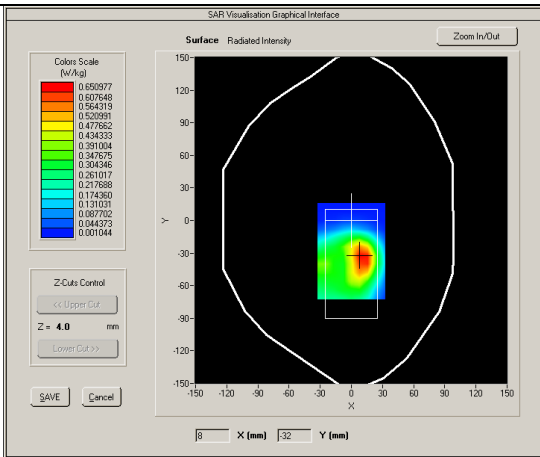 SAR Visualisation Graphical Interface
Surface Radiated Intensity
Zoom In/Out
Colors Scale
(W/kg)
0.650977
0.607648
0.564319
0.520991
0.477662
0.434333
0.391004
0.347675
0.304346
0.261017
0.217688
0.174360
0.131031
0.087702
0.044373
0.001044
Z-Cuts Control
<< Upper Cut
Z = 4.0 mm
Lower Cut >>
SAVE Cancel
150
120
90
60
30
0
-30
-60
-90
-120
-150
Y
-150 -120 -90 -60 -30 0 30 60 90 120 150
X
8 X (mm) -32 Y (mm)